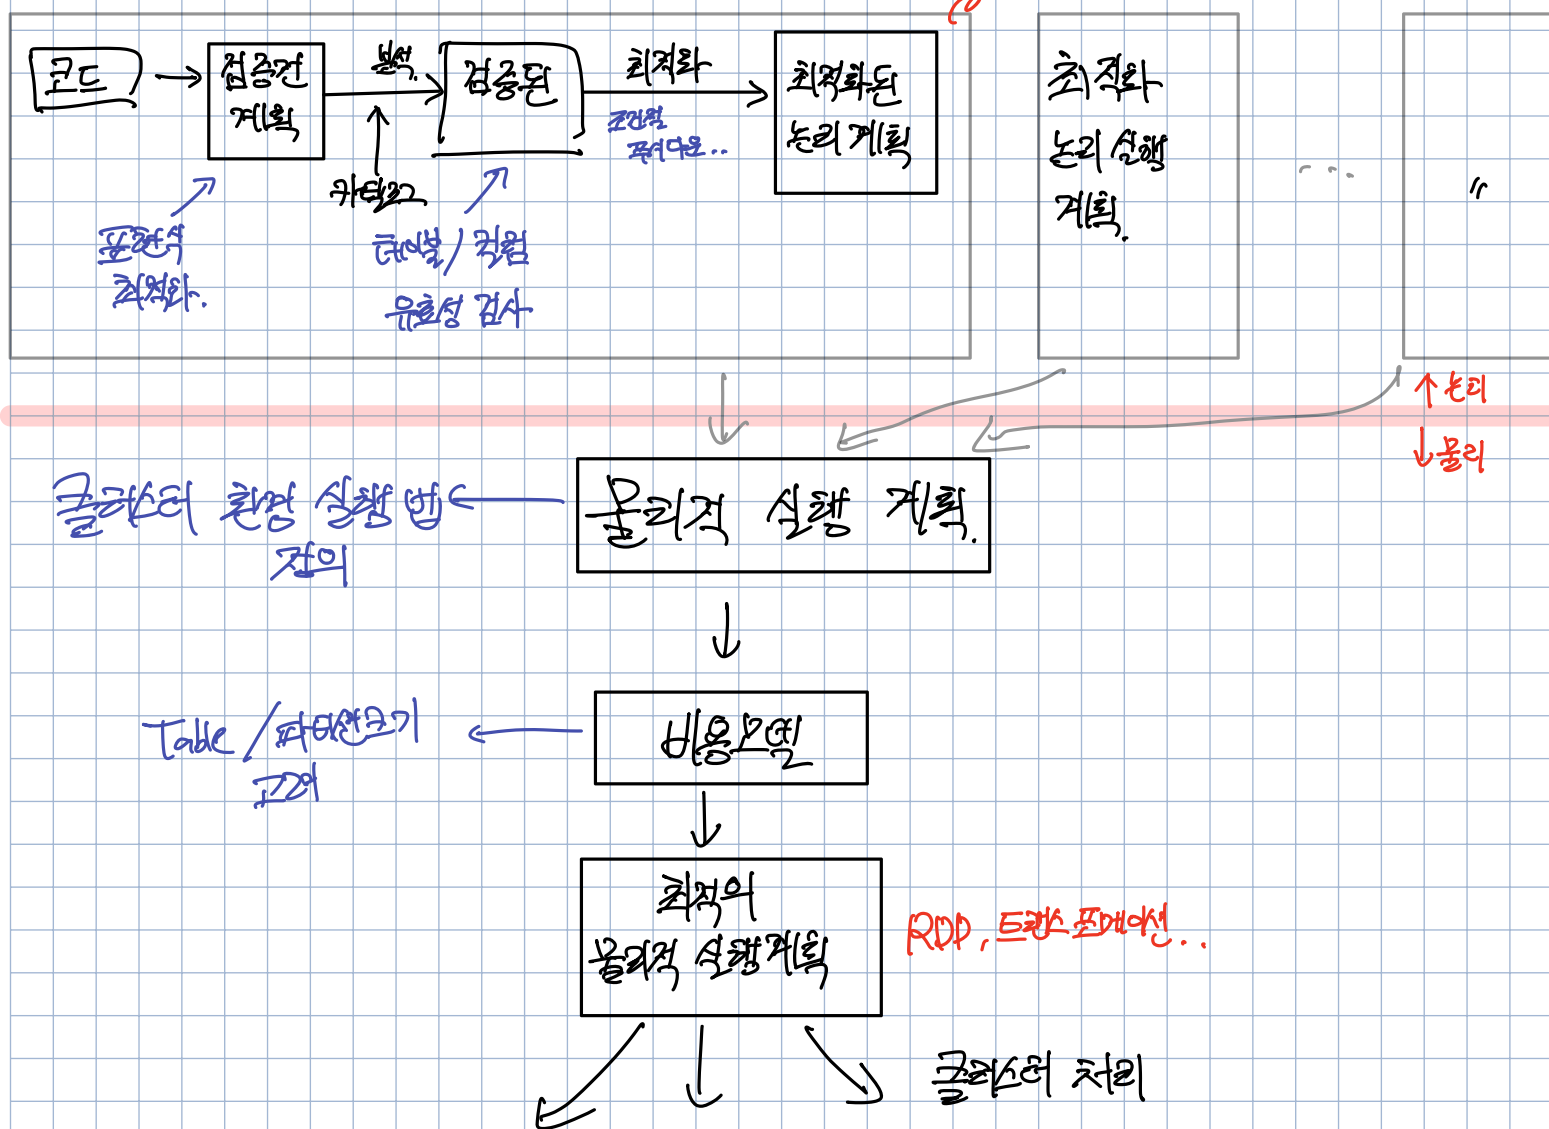 코드
검증전
계획
분석.
카탈로그
검증된
최적화
조건절
푸시다운...
최적화된
논리 계획
표현식
최적화.
테이블/컬럼
유효성 검사
최적화
논리 실행
계획.
...
〃
↑ 논리
↓ 물리
물리적 실행 계획.
클러스터 환경 실행 법
정의
비용모델
Table/파티션크기
고려
최적의
물리적 실행계획
RDD, 트랜스포메이션..
클러스터 처리